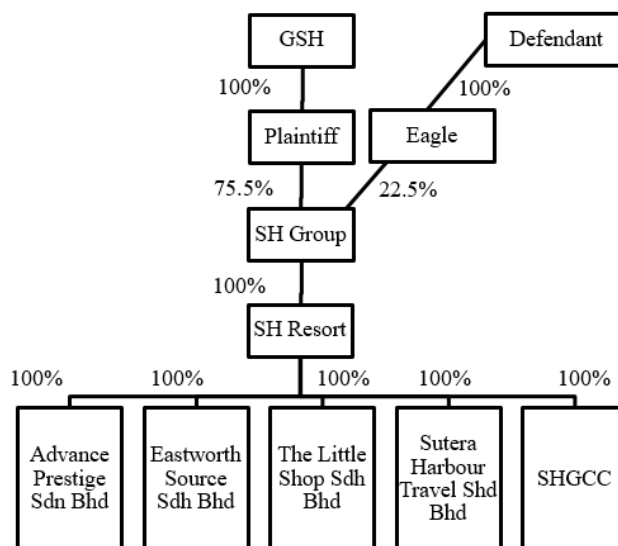 GSH
Defendant
100%
100%
Plaintiff
Eagle
75.5%
22.5%
SH Group
100%
SH Resort
100%
100%
100%
100%
100%
Advance
Prestige
Sdn Bhd
Eastworth
Source
Sdh Bhd
The Little
Shop Sdh
Bhd
Sutera
Harbour
Travel Shd
Bhd
SHGCC